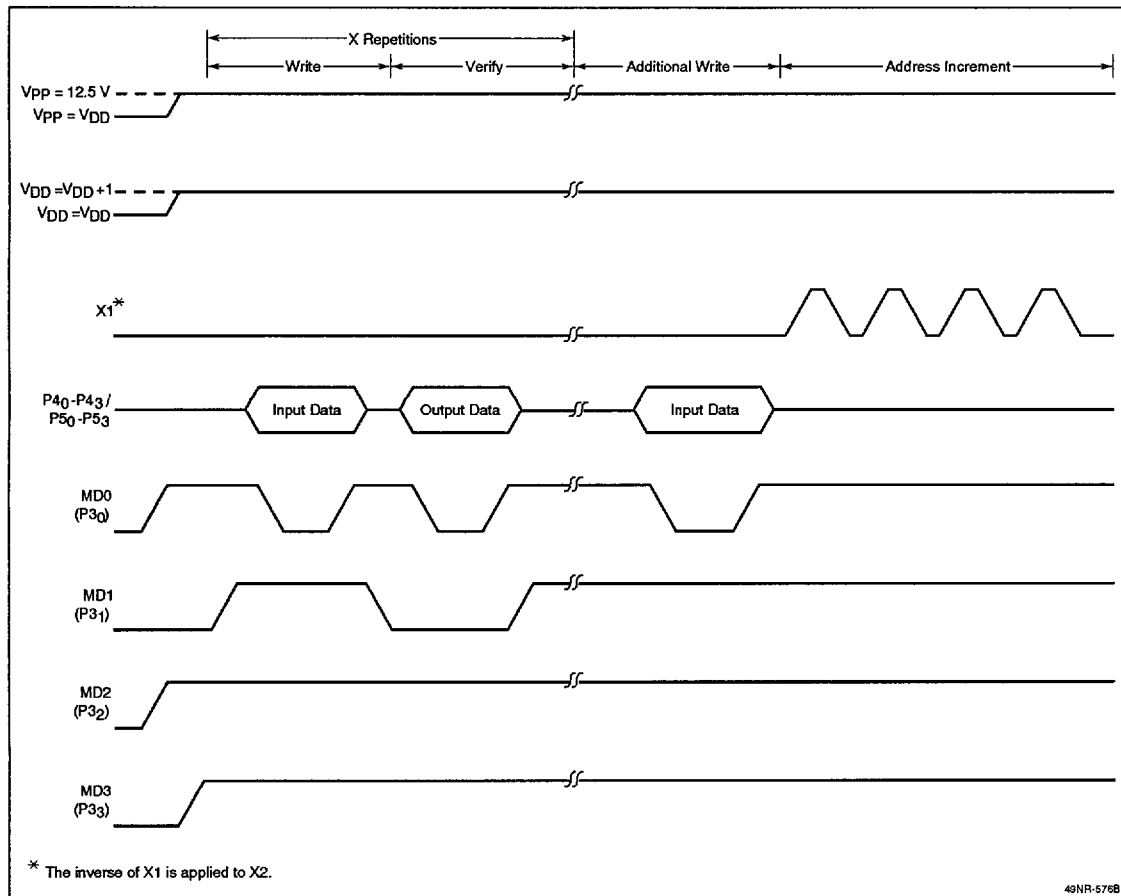 X Repetitions
Write Verify Additional Write Address Increment
VPP = 12.5 V
VPP = VDD
VDD =VDD +1
VDD =VDD
X1*
P40-P43 /
P50-P53
Input Data Output Data Input Data
MD0
(P30)
MD1
(P31)
MD2
(P32)
MD3
(P33)
* The inverse of X1 is applied to X2.
49NR-576B